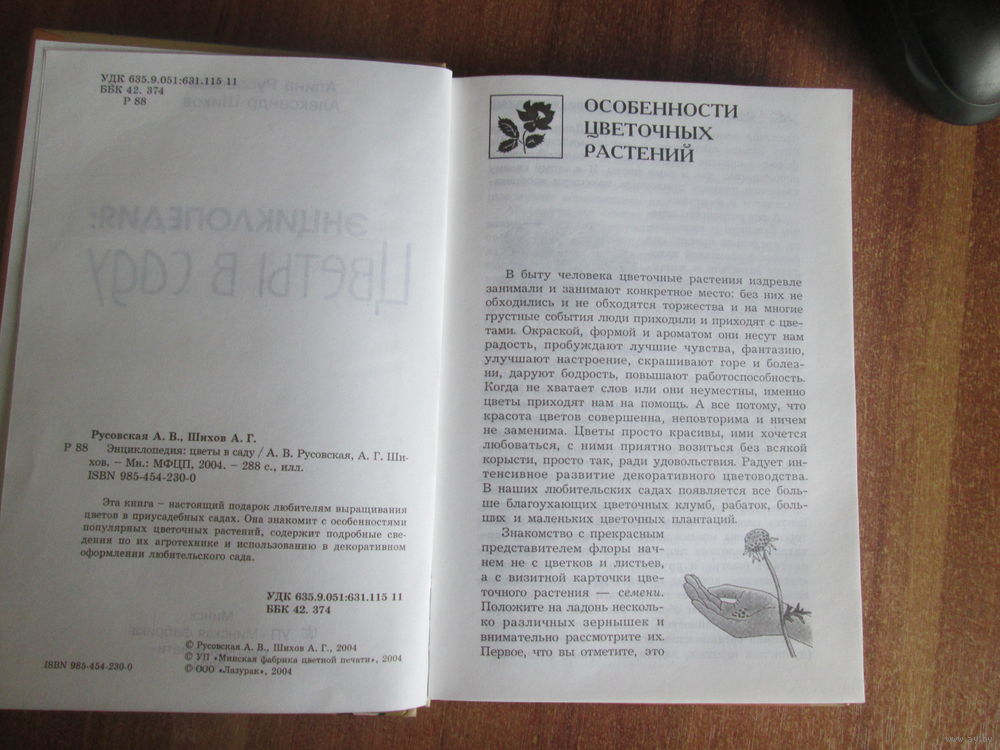 УДК 635.9.051:631.115 11
ББК 42. 374
Р 88
Русовская А. В., Шихов А. Г.
Р 88 Энциклопедия: цветы в саду / А. В. Русовская, А. Г. Ши-
хов. – Мн.: МФЦП, 2004. – 288 с., илл.
ISBN 985-454-230-0
Эта книга – настоящий подарок любителям выращивания
цветов в приусадебных садах. Она знакомит с особенностями
популярных цветочных растений, содержит подробные све-
дения по их агротехнике и использованию в декоративном
оформлении любительского сада.
УДК 635.9.051:631.115 11
ББК 42. 374
© Русовская А. В., Шихов А. Г., 2004
© УП «Минская фабрика цветной печати», 2004
© ООО «Лазурак», 2004
ISBN 985-454-230-0
ОСОБЕННОСТИ
ЦВЕТОЧНЫХ
РАСТЕНИЙ
В быту человека цветочные растения издревле
занимали и занимают конкретное место: без них не
обходились и не обходятся торжества и на многие
грустные события люди приходили и приходят с цве-
тами. Окраской, формой и ароматом они несут нам
радость, пробуждают лучшие чувства, фантазию,
улучшают настроение, скрашивают горе и болез-
ни, даруют бодрость, повышают работоспособность.
Когда не хватает слов или они неуместны, именно
цветы приходят нам на помощь. А все потому, что
красота цветов совершенна, неповторима и ничем
не заменима. Цветы просто красивы, ими хочется
любоваться, с ними приятно возиться без всякой
корысти, просто так, ради удовольствия. Радует ин-
тенсивное развитие декоративного цветоводства.
В наших любительских садах появляется все боль-
ше благоухающих цветочных клумб, рабаток, боль-
ших и маленьких цветочных плантаций.
Знакомство с прекрасным
представителем флоры нач-
нем не с цветков и листьев,
а с визитной карточки цве-
точного растения — семени.
Положите на ладонь несколь-
ко различных зернышек и
внимательно рассмотрите их.
Первое, что вы отметите, это
www.ay.by